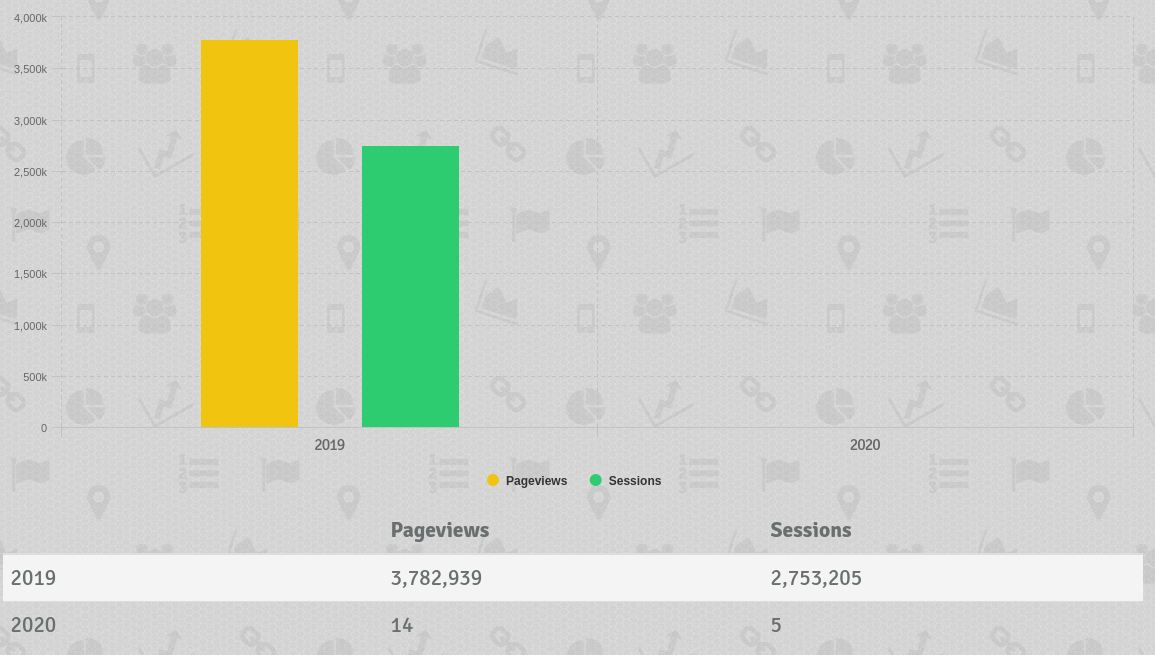 4,000k
3,500k
3,000k
2,500k
2,000k
1,500k
1,000k
500k
0
2019 2020
Pageviews Sessions
Pageviews Sessions
2019 3,782,939 2,753,205
2020 14 5